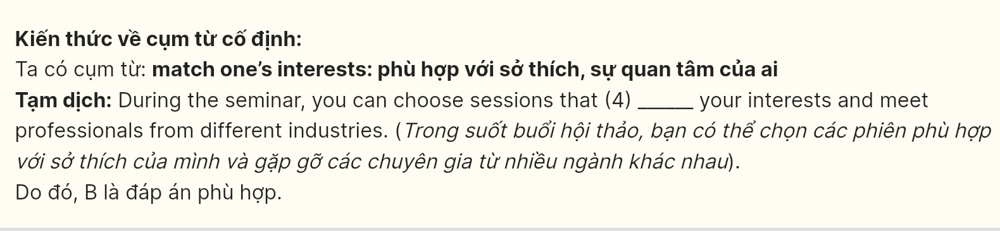 Kiến thức về cụm từ cố định:
Ta có cụm từ: match one’s interests: phù hợp với sở thích, sự quan tâm của ai
Tạm dịch: During the seminar, you can choose sessions that (4) ______ your interests and meet
professionals from different industries. (Trong suốt buổi hội thảo, bạn có thể chọn các phiên phù hợp
với sở thích của mình và gặp gỡ các chuyên gia từ nhiều ngành khác nhau).
Do đó, B là đáp án phù hợp.